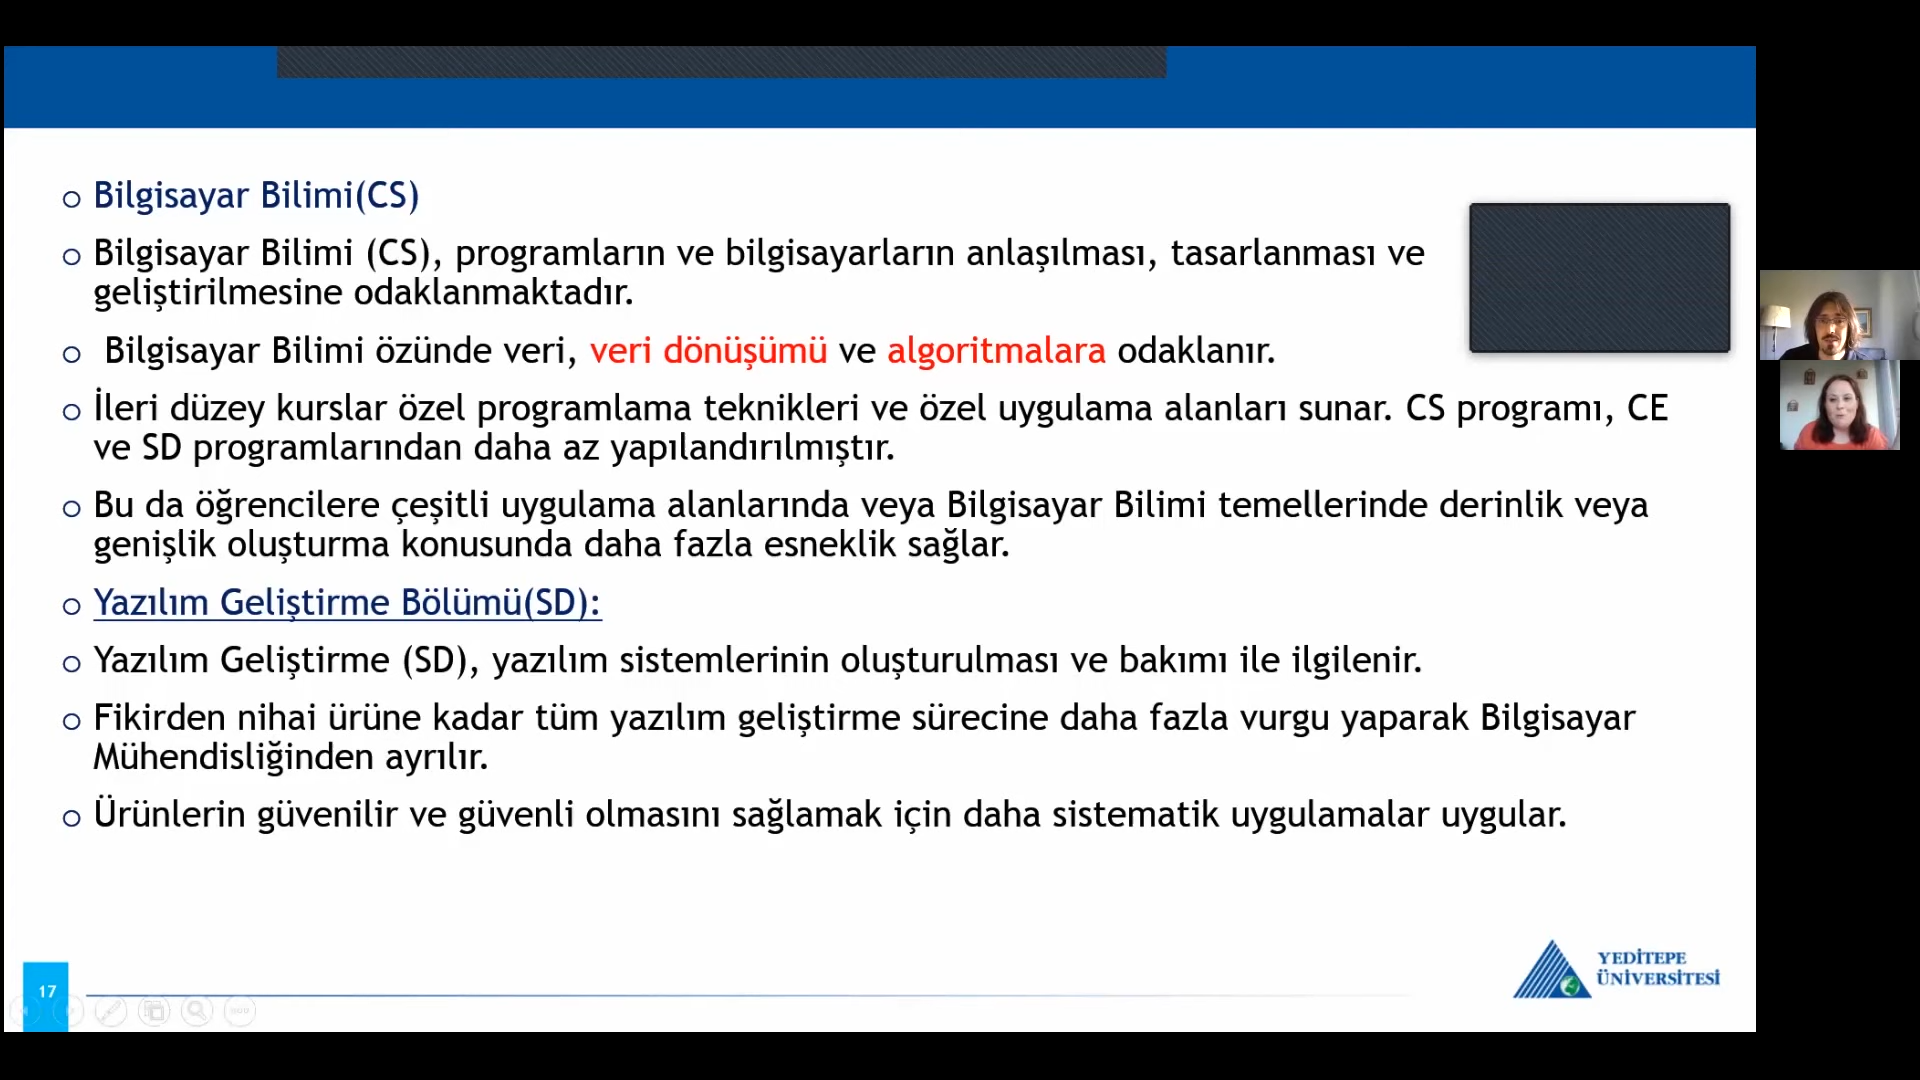 Bilgisayar Bilimi(CS)
Bilgisayar Bilimi (CS), programların ve bilgisayarların anlaşılması, tasarlanması ve
geliştirilmesine odaklanmaktadır.
Bilgisayar Bilimi özünde veri, veri dönüşümü ve algoritmalara odaklanır.
İleri düzey kurslar özel programlama teknikleri ve özel uygulama alanları sunar. CS programı, CE
ve SD programlarından daha az yapılandırılmıştır.
Bu da öğrencilere çeşitli uygulama alanlarında veya Bilgisayar Bilimi temellerinde derinlik veya
genişlik oluşturma konusunda daha fazla esneklik sağlar.
Yazılım Geliştirme Bölümü(SD):
Yazılım Geliştirme (SD), yazılım sistemlerinin oluşturulması ve bakımı ile ilgilenir.
Fikirden nihai ürüne kadar tüm yazılım geliştirme sürecine daha fazla vurgu yaparak Bilgisayar
Mühendisliğinden ayrılır.
Ürünlerin güvenilir ve güvenli olmasını sağlamak için daha sistematik uygulamalar uygular.
17
YEDİTEPE
ÜNİVERSİTESİ